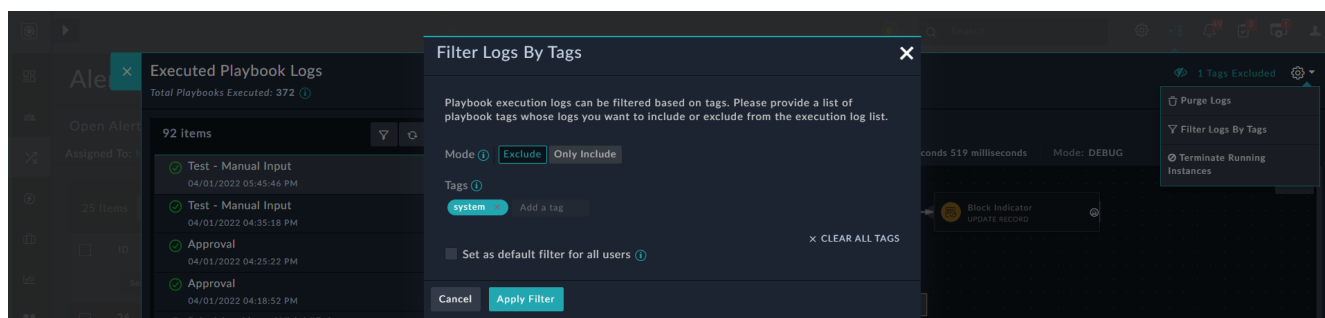 Search
Ale
Executed Playbook Logs
Total Playbooks Executed: 372
Filter Logs By Tags
1 Tags Excluded
Purge Logs
Filter Logs By Tags
Terminate Running
Instances
Open Alert
Assigned To:
92 items
Playbook execution logs can be filtered based on tags. Please provide a list of
playbook tags whose logs you want to include or exclude from the execution log list.
Mode Exclude Only Include
conds 519 milliseconds Mode: DEBUG
Test - Manual Input
04/01/2022 05:45:46 PM
Tags
system Add a tag
Test - Manual Input
04/01/2022 04:35:18 PM
25 Items
Block Indicator
UPDATE RECORD
Approval
04/01/2022 04:25:22 PM
ID
CLEAR ALL TAGS
Set as default filter for all users
Approval
04/01/2022 04:18:52 PM
Cancel Apply Filter